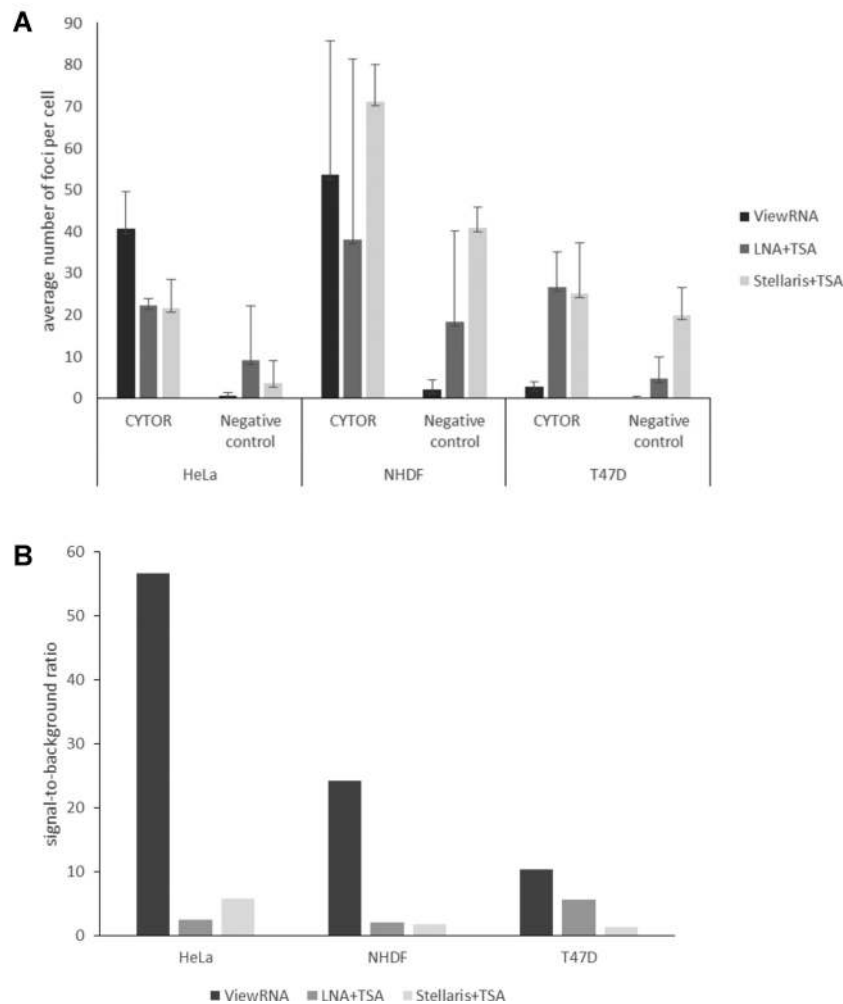 A
90
80
70
60
50
40
30
20
10
0
average number of foci per cell
CYTOR
Negative control
CYTOR
Negative control
CYTOR
Negative control
HeLa
NHDF
T47D
ViewRNA
LNA+TSA
Stellaris+TSA
B
60
50
40
30
20
10
0
signal-to-background ratio
HeLa
NHDF
T47D
ViewRNA LNA+TSA Stellaris+TSA